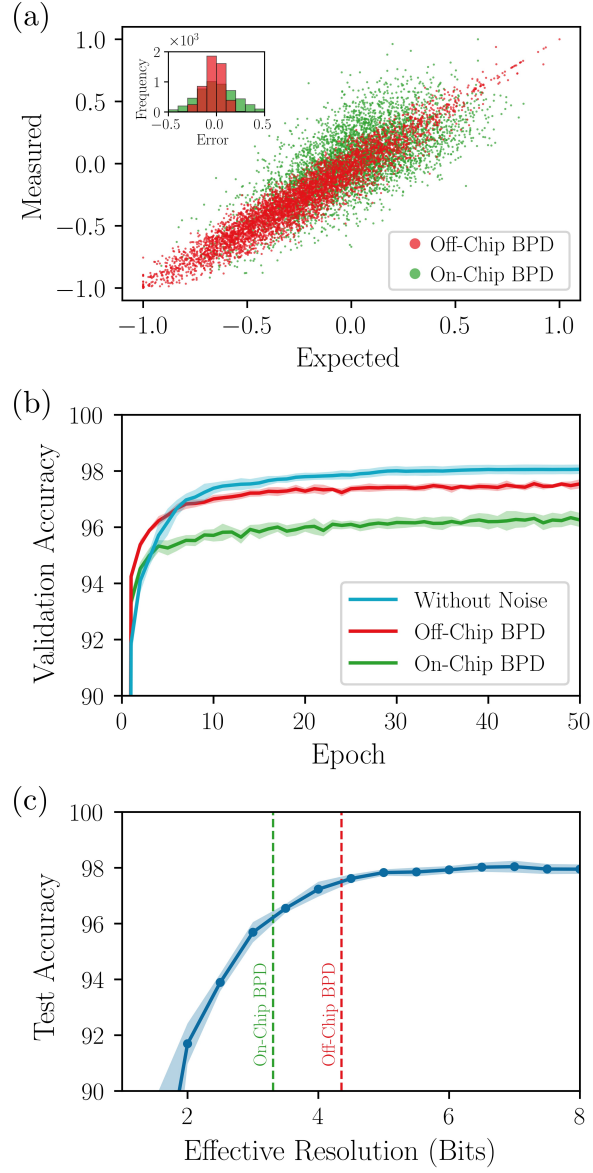 (a)
×10³
2
1
0
Frequency
−0.5
0.0
0.5
Error
1.0
0.5
0.0
−0.5
−1.0
Measured
Off-Chip BPD
On-Chip BPD
−1.0
−0.5
0.0
0.5
1.0
Expected
(b)
100
98
96
94
92
90
Validation Accuracy
Without Noise
Off-Chip BPD
On-Chip BPD
0
10
20
30
40
50
Epoch
(c)
100
98
96
94
92
90
Test Accuracy
On-Chip BPD
Off-Chip BPD
2
4
6
8
Effective Resolution (Bits)